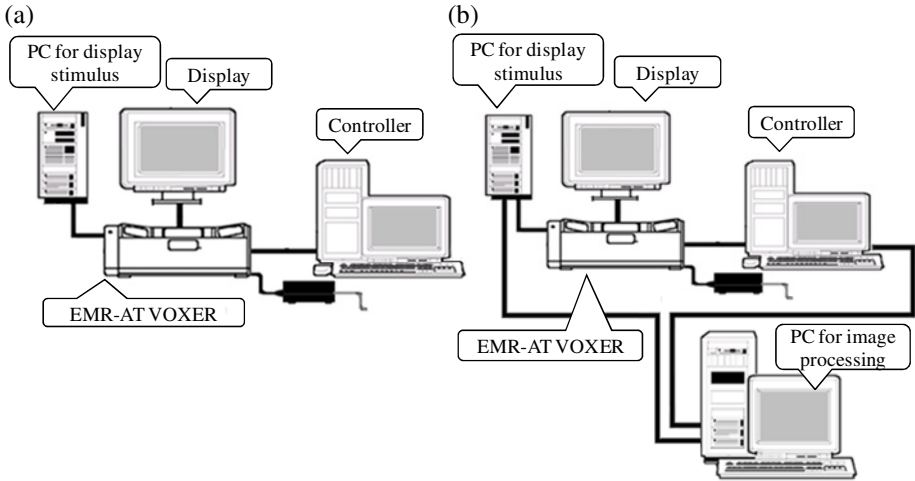 (a)
PC for display
stimulus
Display
Controller
EMR-AT VOXER
(b)
PC for display
stimulus
Display
Controller
EMR-AT VOXER
PC for image
processing